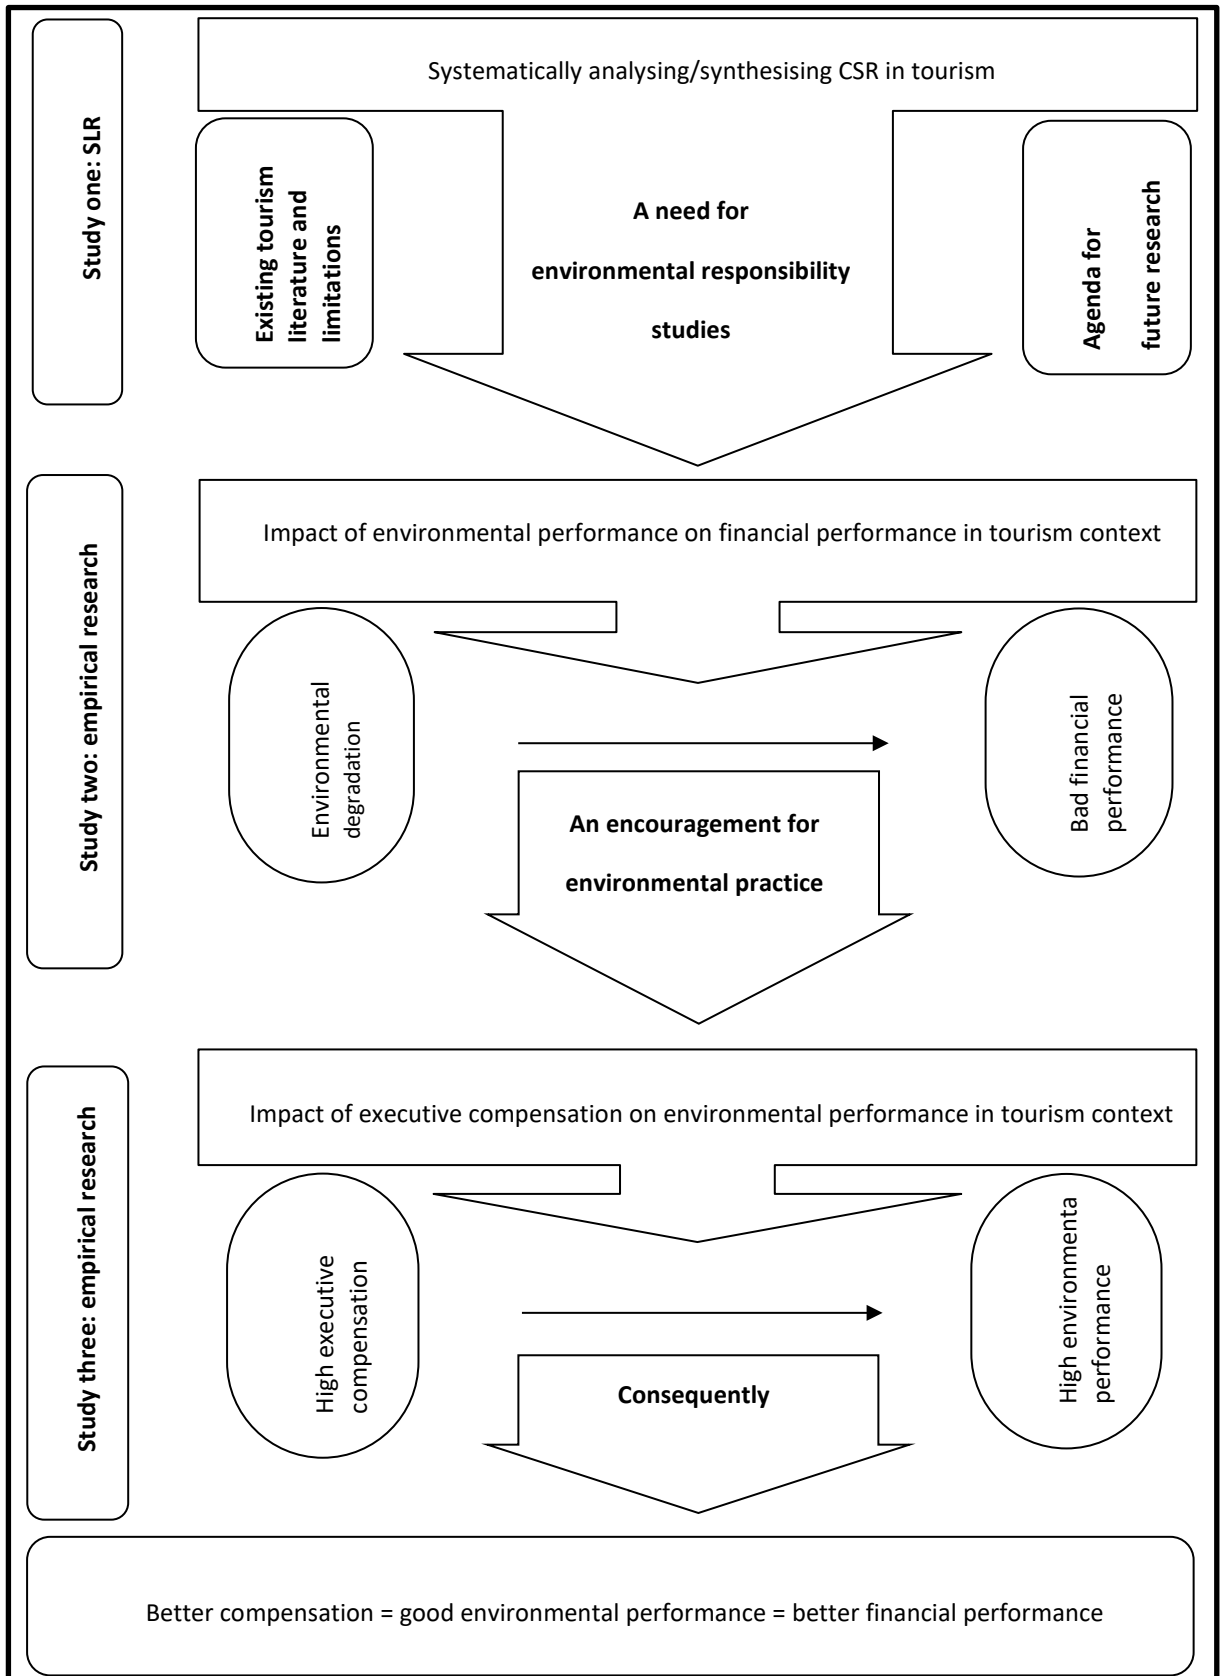 Study one: SLR
Systematically analysing/synthesising CSR in tourism
Existing tourism
literature and
limitations
A need for
environmental responsibility
studies
Agenda for
future research
Study two: empirical research
Impact of environmental performance on financial performance in tourism context
Environmental
degradation
Bad financial
performance
An encouragement for
environmental practice
Study three: empirical research
Impact of executive compensation on environmental performance in tourism context
High executive
compensation
High environmenta
performance
Consequently
Better compensation = good environmental performance = better financial performance